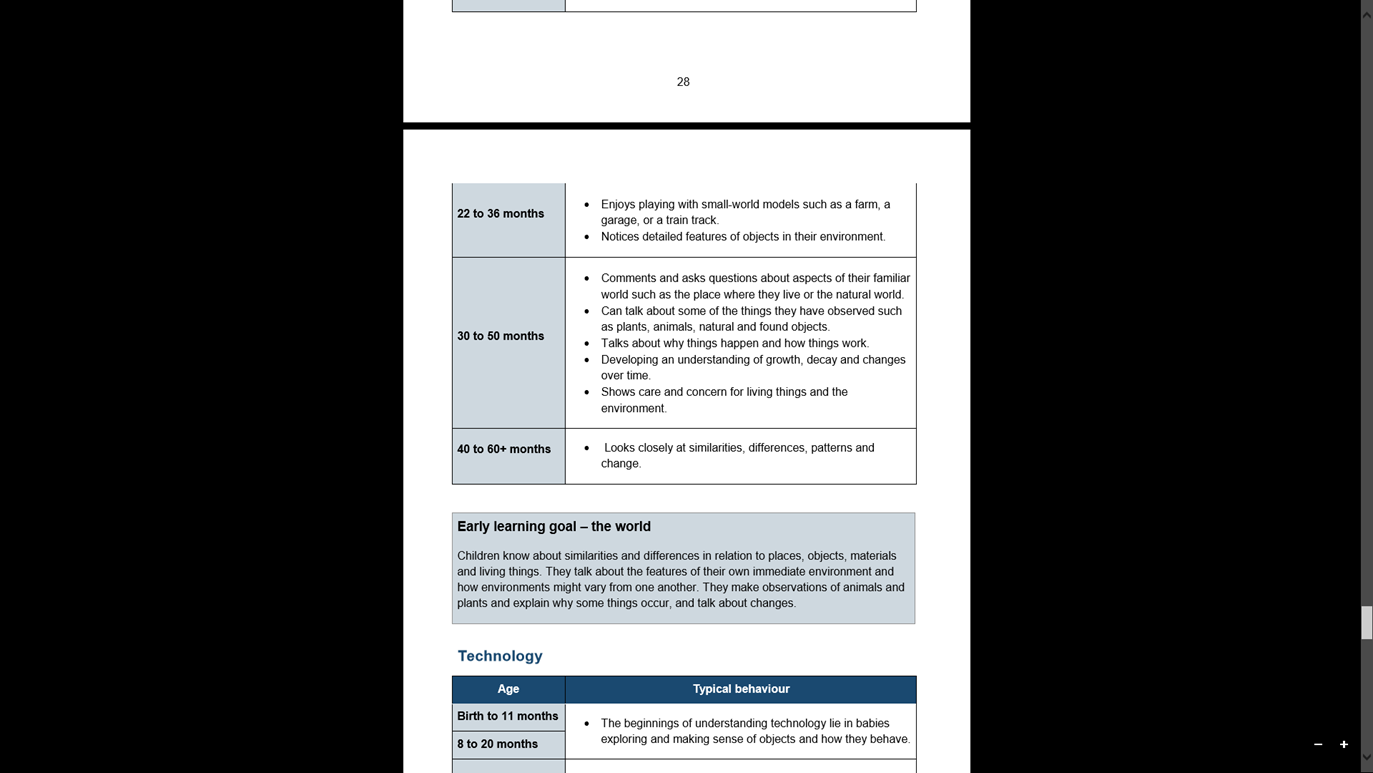 28
22 to 36 months
• Enjoys playing with small-world models such as a farm, a
garage, or a train track.
• Notices detailed features of objects in their environment.
30 to 50 months
• Comments and asks questions about aspects of their familiar
world such as the place where they live or the natural world.
• Can talk about some of the things they have observed such
as plants, animals, natural and found objects.
• Talks about why things happen and how things work.
• Developing an understanding of growth, decay and changes
over time.
• Shows care and concern for living things and the
environment.
40 to 60+ months
• Looks closely at similarities, differences, patterns and
change.
Early learning goal – the world
Children know about similarities and differences in relation to places, objects, materials
and living things. They talk about the features of their own immediate environment and
how environments might vary from one another. They make observations of animals and
plants and explain why some things occur, and talk about changes.
Technology
Age
Typical behaviour
Birth to 11 months
8 to 20 months
• The beginnings of understanding technology lie in babies
exploring and making sense of objects and how they behave.